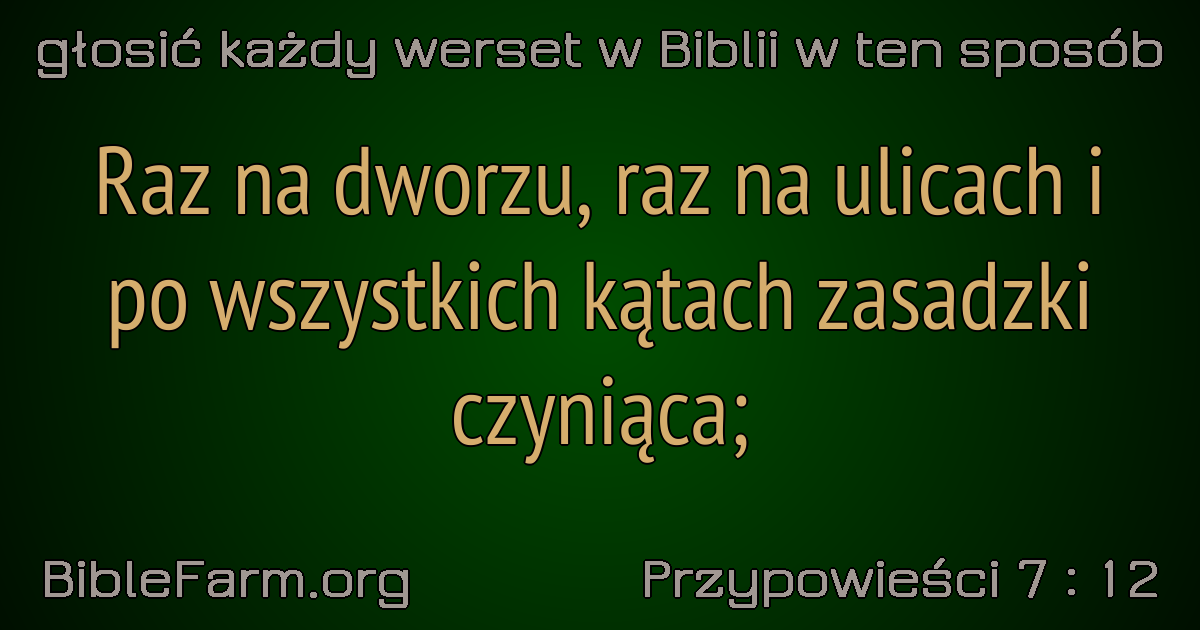 głosić każdy werset w Biblii w ten sposób
Raz na dworzu, raz na ulicach i
po wszystkich kątach zasadzki
czyniąca;
BibleFarm.org
Przypowieści 7 : 12